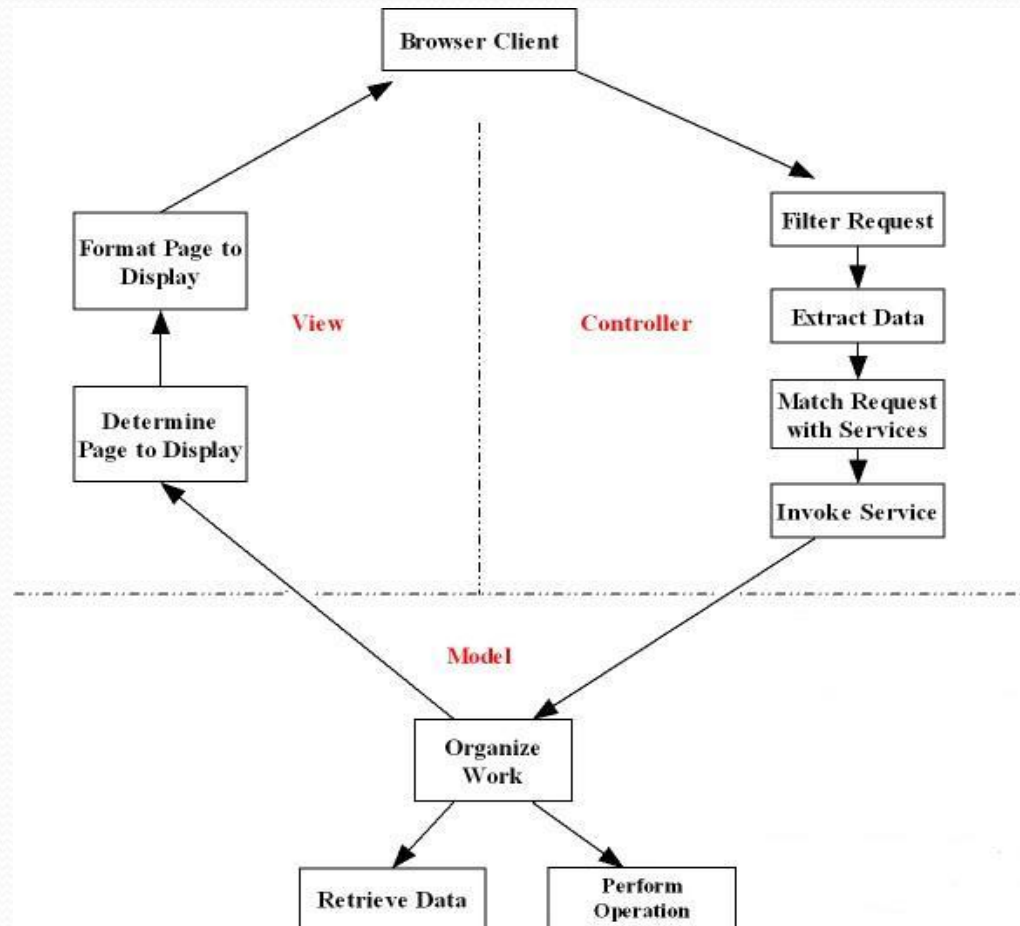 Browser Client
Filter Request
Format Page to
Display
Extract Data
View
Controller
Match Request
with Services
Determine
Page to Display
Invoke Service
Model
Organize
Work
Retrieve Data
Perform
Operation